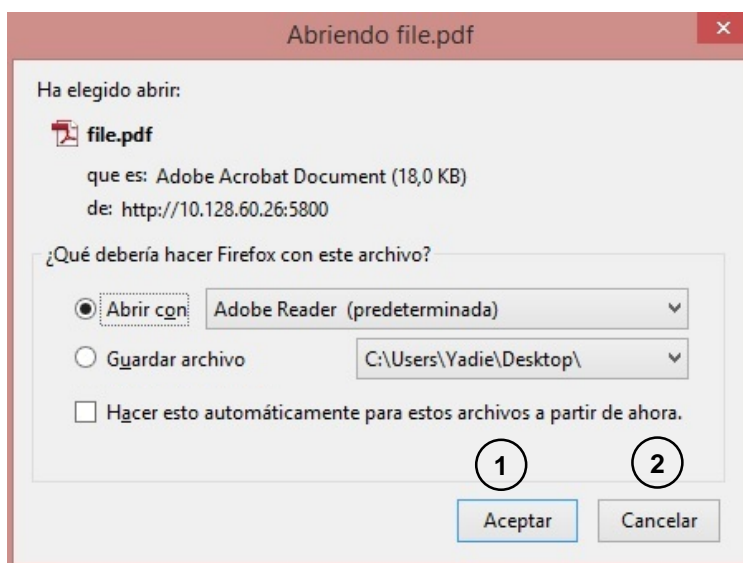 Abriendo file.pdf
Ha elegido abrir:
file.pdf
que es: Adobe Acrobat Document (18,0 KB)
de: http://10.128.60.26:5800
¿Qué debería hacer Firefox con este archivo?
Abrir con Adobe Reader (predeterminada)
Guardar archivo C:\Users\Yadie\Desktop\
Hacer esto automáticamente para estos archivos a partir de ahora.
1 2
Aceptar Cancelar